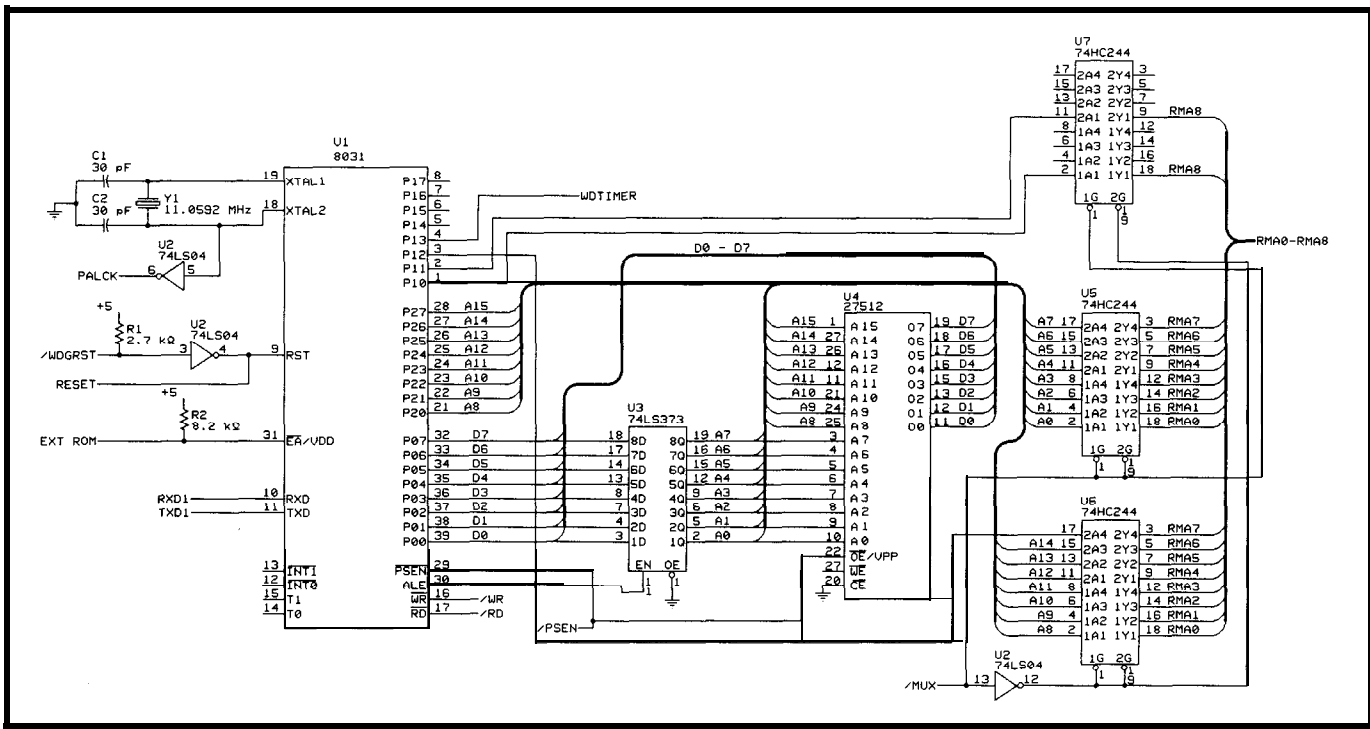 U7
74HC244
17 2A4 2Y4 3
15 2A3 2Y3 5
13 2A2 2Y2 7
11 2A1 2Y1 9 RMA8
8 1A4 1Y4 12
6 1A3 1Y3 14
4 1A2 1Y2 16
2 1A1 1Y1 18 RMA8
1G 2G
1 1 9
U1
8031
C1
30 pF
C2
30 pF
Y1
11.0592 MHz
19 XTAL1
18 XTAL2
U2
74LS04
PALCK 6 5
+5
R1
2.7 kΩ
U2
74LS04
/WDGRST 3 4
9 RST
RESET
+5
R2
8.2 kΩ
EXT ROM 31 EA/VDD
RXD1 10 RXD
TXD1 11 TXD
13 INT1
12 INT0
15 T1
14 T0
P17 8
P16 7
P15 6
P14 5
P13 4
P12 3
P11 2
P10 1
WDTIMER
D0 - D7
P27 28 A15
P26 27 A14
P25 26 A13
P24 25 A12
P23 24 A11
P22 23 A10
P21 22 A9
P20 21 A8
P07 32 D7
P06 33 D6
P05 34 D5
P04 35 D4
P03 36 D3
P02 37 D2
P01 38 D1
P00 39 D0
PSEN 29
ALE 30
WR 16 /WR
RD 17 /RD
/PSEN
U3
74LS373
18 8D 8Q 19 A7
17 7D 7Q 16 A6
14 6D 6Q 15 A5
13 5D 5Q 12 A4
8 4D 4Q 9 A3
7 3D 3Q 6 A2
4 2D 2Q 5 A1
3 1D 1Q 2 A0
EN OE
1 1
U4
27512
A15 1 A15 O7 19 D7
A14 27 A14 O6 18 D6
A13 26 A13 O5 17 D5
A12 12 A12 O4 16 D4
A11 11 A11 O3 15 D3
A10 21 A10 O2 13 D2
A9 24 A9 O1 12 D1
A8 25 A8 O0 11 D0
3 A7
4 A6
5 A5
6 A4
7 A3
8 A2
9 A1
10 A0
22 OE/VPP
27 WE
20 CE
RMA0-RMA8
U5
74HC244
A7 17 2A4 2Y4 3 RMA7
A6 15 2A3 2Y3 5 RMA6
A5 13 2A2 2Y2 7 RMA5
A4 11 2A1 2Y1 9 RMA4
A3 8 1A4 1Y4 12 RMA3
A2 6 1A3 1Y3 14 RMA2
A1 4 1A2 1Y2 16 RMA1
A0 2 1A1 1Y1 18 RMA0
1G 2G
1 1 9
U6
74HC244
17 2A4 2Y4 3 RMA7
A14 15 2A3 2Y3 5 RMA6
A13 13 2A2 2Y2 7 RMA5
A12 11 2A1 2Y1 9 RMA4
A11 8 1A4 1Y4 12 RMA3
A10 6 1A3 1Y3 14 RMA2
A9 4 1A2 1Y2 16 RMA1
A8 2 1A1 1Y1 18 RMA0
1G 2G
1 1 9
U2
74LS04
/MUX 13 12